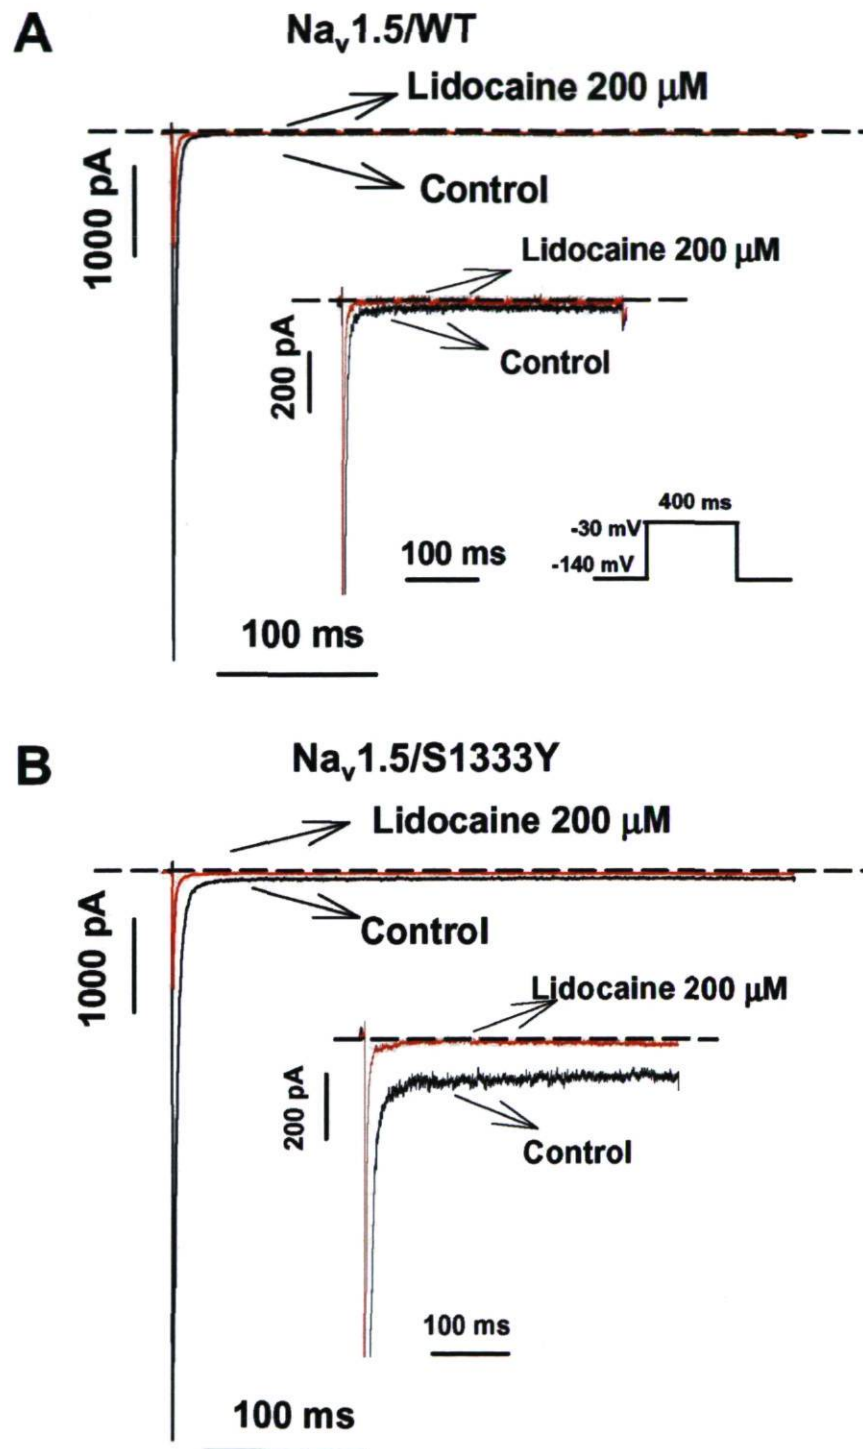 A
Naᵥ1.5/WT
Lidocaine 200 μM
Control
1000 pA
Lidocaine 200 μM
Control
200 pA
400 ms
-30 mV
-140 mV
100 ms
100 ms
B
Naᵥ1.5/S1333Y
Lidocaine 200 μM
Control
1000 pA
Lidocaine 200 μM
200 pA
Control
100 ms
100 ms